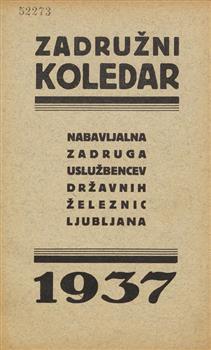 52273
ZADRUŽNI
KOLEDAR
NABAVLJALNA
ZADRUGA
USLUŽBENCEV
DRŽAVNIH
ŽELEZNIC
LJUBLJANA
1937